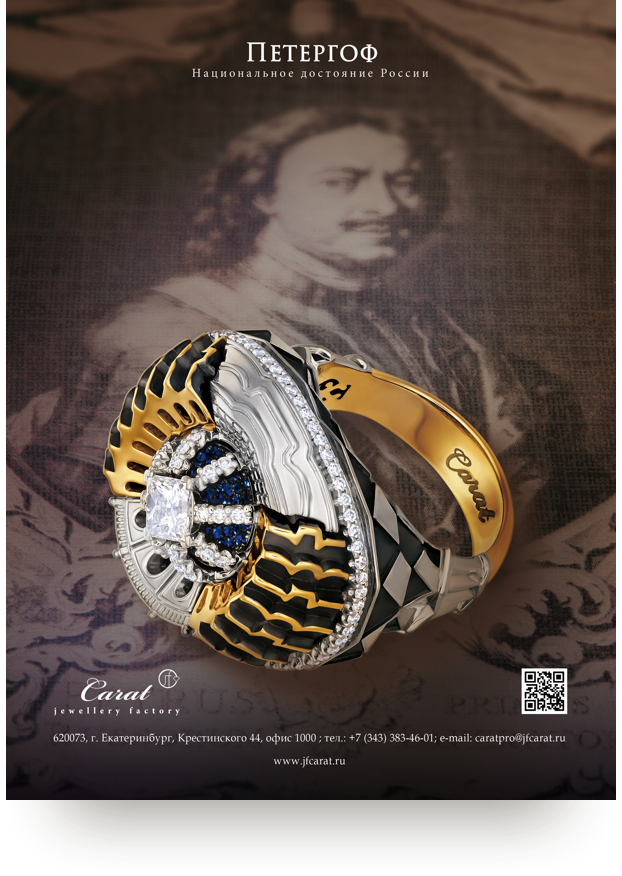 Петергоф
Национальное достояние России
Carat
Carat
jewellery factory
620073, г. Екатеринбург, Крестинского 44, офис 1000 ; тел.: +7 (343) 383-46-01; e-mail: caratpro@jfcarat.ru
www.jfcarat.ru